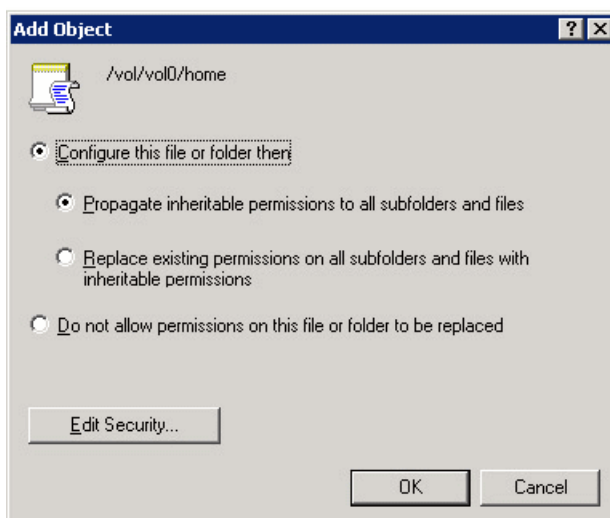 Add Object
/vol/vol0/home
Configure this file or folder then
Propagate inheritable permissions to all subfolders and files
Replace existing permissions on all subfolders and files with
inheritable permissions
Do not allow permissions on this file or folder to be replaced
Edit Security...
OK
Cancel